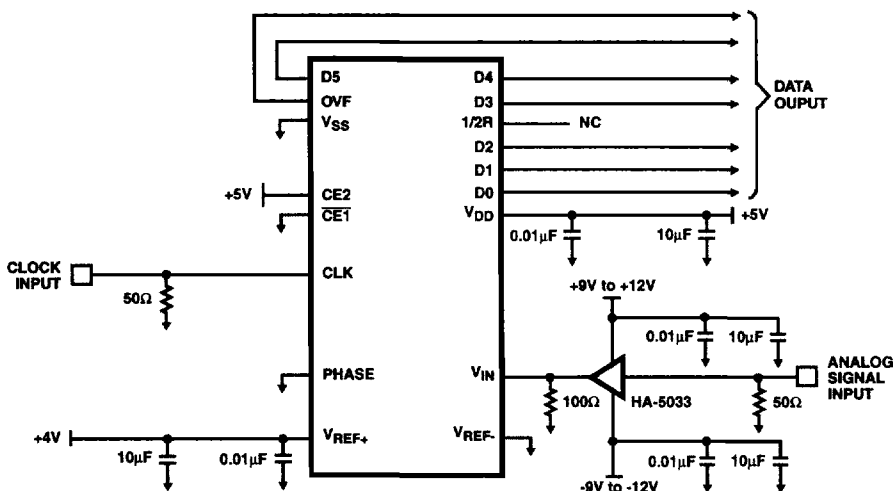 D5
OVF
VSS
CE2
CE1
CLK
PHASE
VREF+
D4
D3
1/2R
D2
D1
D0
VDD
VIN
VREF-
NC
DATA
OUPUT
+5V
CLOCK
INPUT
50Ω
+4V
10µF
0.01µF
0.01µF
10µF
+5V
+9V to +12V
0.01µF
10µF
100Ω
HA-5033
50Ω
ANALOG
SIGNAL
INPUT
0.01µF
10µF
-9V to -12V